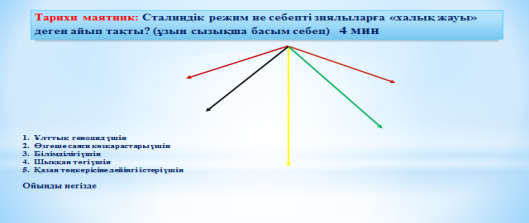 Тарихи маятник: Сталиндік режим не себепті зиялыларға «халық жауы»
деген айып тақты? (ұзын сызықша басым себеп) 4 мин
1. Ұлттық геноцид үшін
2. Өзгеше саяси көзқарастары үшін
3. Білімділігі үшін
4. Шыққан тегі үшін
5. Қазан төңкерісіне дейінгі істері үшін
Ойыңды негізде